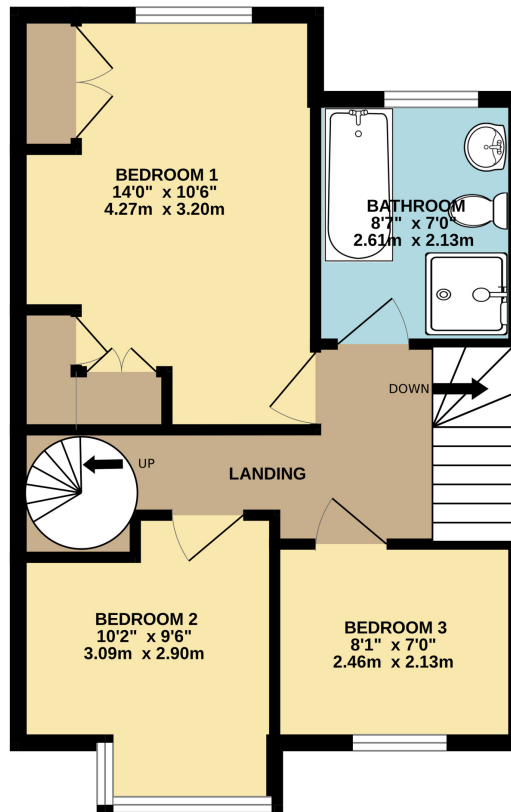 BEDROOM 1
14'0" x 10'6"
4.27m x 3.20m
BATHROOM
8'7" x 7'0"
2.61m x 2.13m
DOWN
UP
LANDING
BEDROOM 2
10'2" x 9'6"
3.09m x 2.90m
BEDROOM 3
8'1" x 7'0"
2.46m x 2.13m